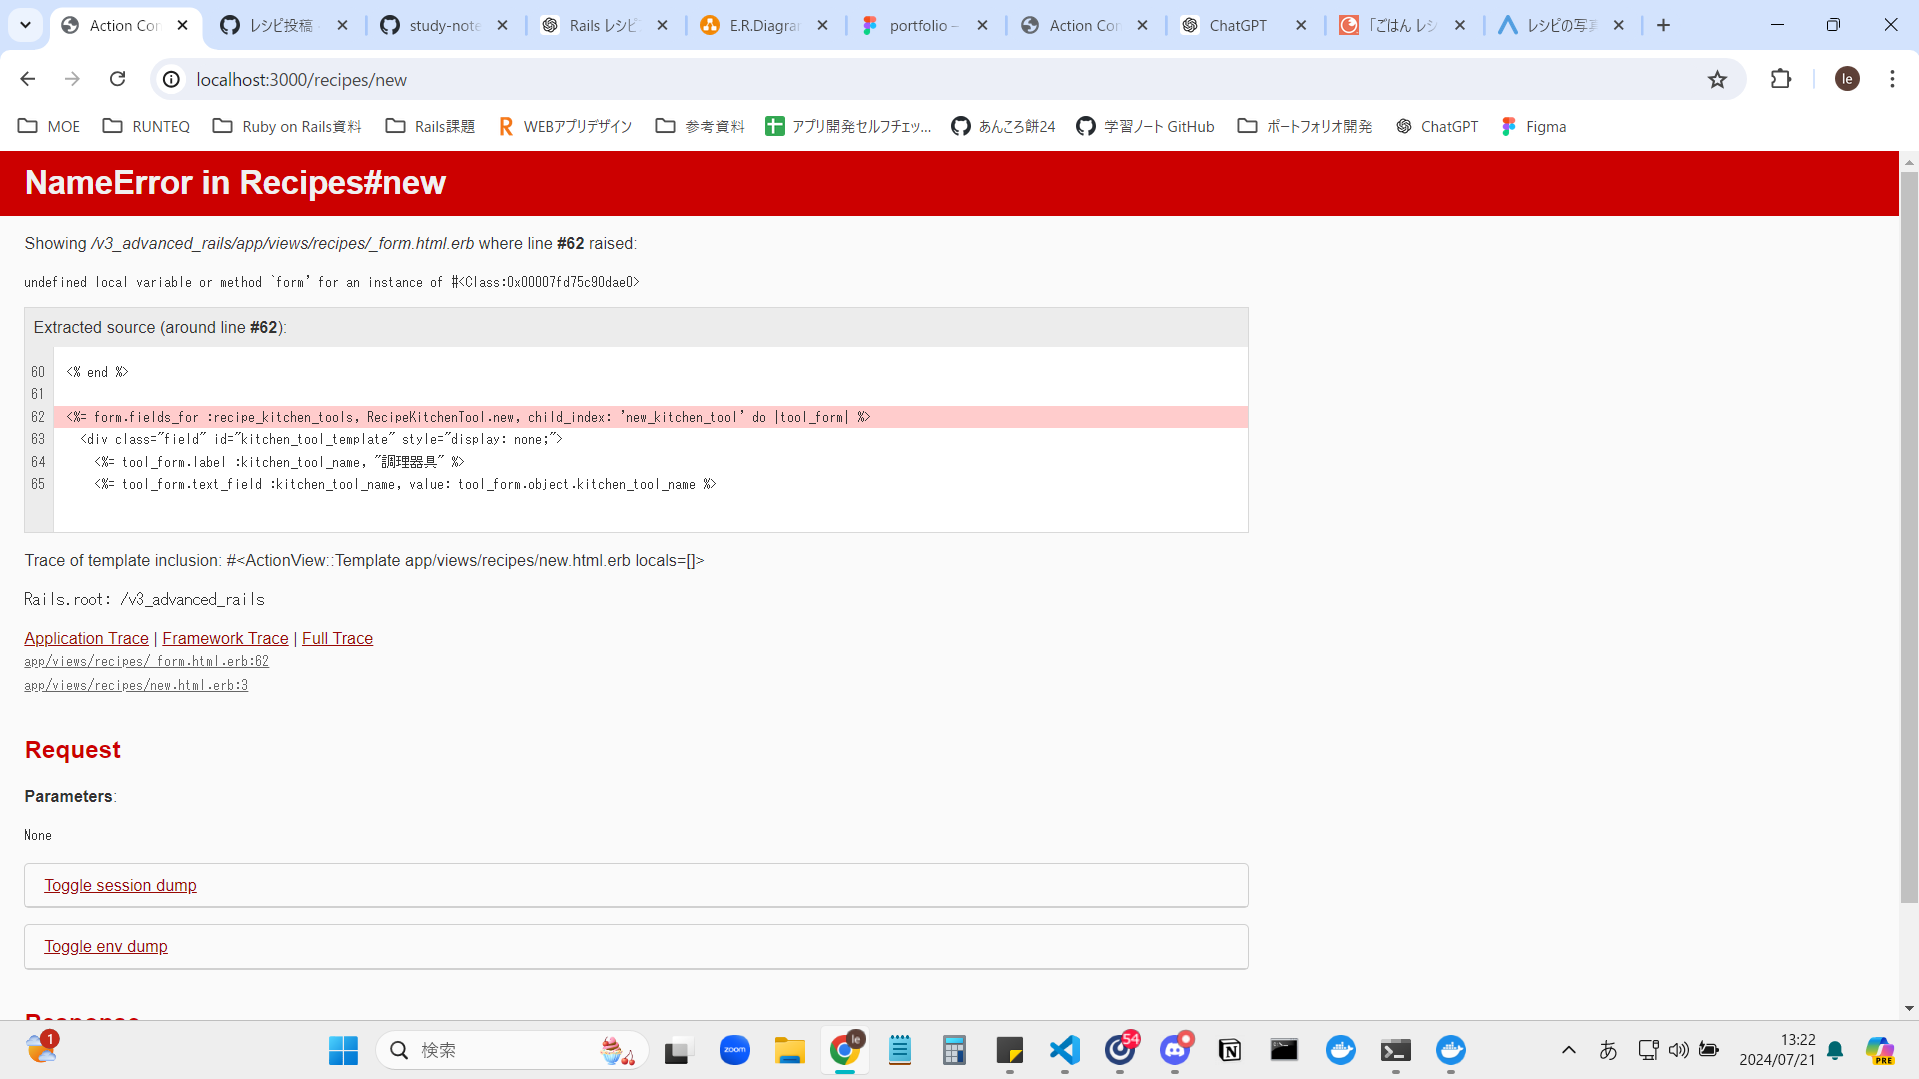 Action Con
レシピ投稿
study-note
Rails レシピ
E.R.Diagram
portfolio –
Action Con
ChatGPT
「ごはん レシ
レシピの写真
localhost:3000/recipes/new
le
MOE
RUNTEQ
Ruby on Rails資料
Rails課題
WEBアプリデザイン
参考資料
アプリ開発セルフチェッ...
あんころ餅24
学習ノート GitHub
ポートフォリオ開発
ChatGPT
Figma
NameError in Recipes#new
Showing /v3_advanced_rails/app/views/recipes/_form.html.erb where line #62 raised:
undefined local variable or method `form' for an instance of #<Class:0x00007fd75c90dae0>
Extracted source (around line #62):
60 <% end %>
61
62 <%= form.fields_for :recipe_kitchen_tools, RecipeKitchenTool.new, child_index: 'new_kitchen_tool' do |tool_form| %>
63 <div class="field" id="kitchen_tool_template" style="display: none;">
64 <%= tool_form.label :kitchen_tool_name, "調理器具" %>
65 <%= tool_form.text_field :kitchen_tool_name, value: tool_form.object.kitchen_tool_name %>
Trace of template inclusion: #<ActionView::Template app/views/recipes/new.html.erb locals=[]>
Rails.root: /v3_advanced_rails
Application Trace | Framework Trace | Full Trace
app/views/recipes/_form.html.erb:62
app/views/recipes/new.html.erb:3
Request
Parameters:
None
Toggle session dump
Toggle env dump
Response
1
検索
zoom
le
54
あ
13:22
2024/07/21
PRE